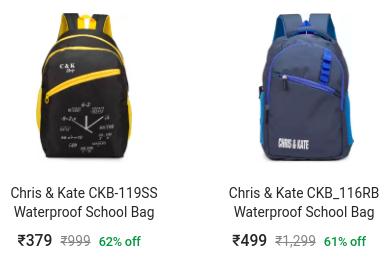 C & K
CHRIS & KATE
Chris & Kate CKB-119SS
Waterproof School Bag
₹379 ₹999 62% off
Chris & Kate CKB_116RB
Waterproof School Bag
₹499 ₹1,299 61% off